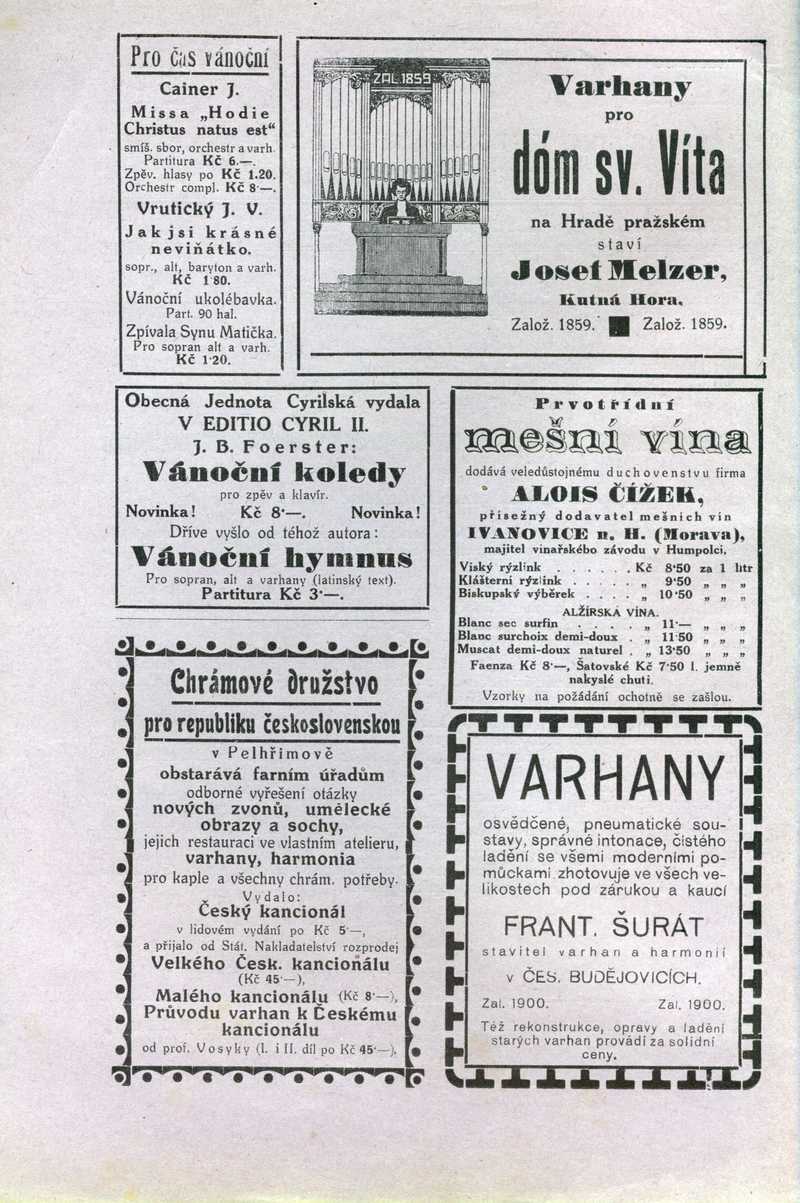 Pro čas vánoční
Cainer J.
Missa „Hodie
Christus natus est“
smíš. sbor, orchestr a varh.
Partitura Kč 6.—.
Zpěv. hlasy po Kč 1.20.
Orchestr compl. Kč 8·—.
Vrutický J. V.
Jak jsi krásné
neviňátko.
sopr., alt, baryton a varh.
Kč 1·80.
Vánoční ukolébavka.
Part. 90 hal.
Zpívala Synu Matička.
Pro sopran alt a varh.
Kč 1·20.
ZAL. 1859
Varhany
pro
dóm sv. Víta
na Hradě pražském
staví
Josef Melzer,
Kutná Hora,
Založ. 1859. Založ. 1859.
Obecná Jednota Cyrilská vydala
V EDITIO CYRIL II.
J. B. Foerster:
Vánoční koledy
pro zpěv a klavír.
Novinka! Kč 8·—. Novinka!
Dříve vyšlo od téhož autora:
Vánoční hymnus
Pro sopran, alt a varhany (latinský text).
Partitura Kč 3·—.
Prvotřídní
mešní vína
dodává veledůstojnému duchovenstvu firma
ALOIS ČÍŽEK,
přísežný dodavatel mešních vín
IVANOVICE n. H. (Morava),
majitel vinařského závodu v Humpolci,
Viský rýzlink . . . . . . Kč 8·50 za 1 litr
Klášterní rýzlink . . . . . „ 9·50 „ „ „
Biskupský výběrek . . . . „ 10·50 „ „ „
ALŽÍRSKÁ VÍNA.
Blanc sec surfin . . . . „ 11·— „ „ „
Blanc surchoix demi-doux . „ 11·50 „ „ „
Muscat demi-doux naturel . „ 13·50 „ „ „
Faenza Kč 8·—, Šatovské Kč 7·50 l. jemně
nakyslé chuti.
Vzorky na požádání ochotně se zašlou.
Chrámové družstvo
pro republiku československou
v Pelhřimově
obstarává farním úřadům
odborné vyřešení otázky
nových zvonů, umělecké
obrazy a sochy,
jejich restauraci ve vlastním atelieru,
varhany, harmonia
pro kaple a všechny chrám. potřeby.
Vydalo:
Český kancionál
v lidovém vydání po Kč 5·—,
a přijalo od Stát. Nakladatelství rozprodej
Velkého Česk. kancionálu
(Kč 45·—),
Malého kancionálu (Kč 8·—),
Průvodu varhan k Českému
kancionálu
od prof. Vosyky (I. i II. díl po Kč 45·—).
VARHANY
osvědčené, pneumatické sou-
stavy, správné intonace, čistého
ladění se všemi moderními po-
můckami zhotovuje ve všech ve-
likostech pod zárukou a kaucí
FRANT. ŠURÁT
stavitel varhan a harmonií
v ČES. BUDĚJOVICÍCH.
Zal. 1900. Zal. 1900.
Též rekonstrukce, opravy a ladění
starých varhan provádí za solidní
ceny.